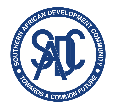 SOUTHERN AFRICAN DEVELOPMENT COMMUNITY
SADC
TOWARDS A COMMON FUTURE